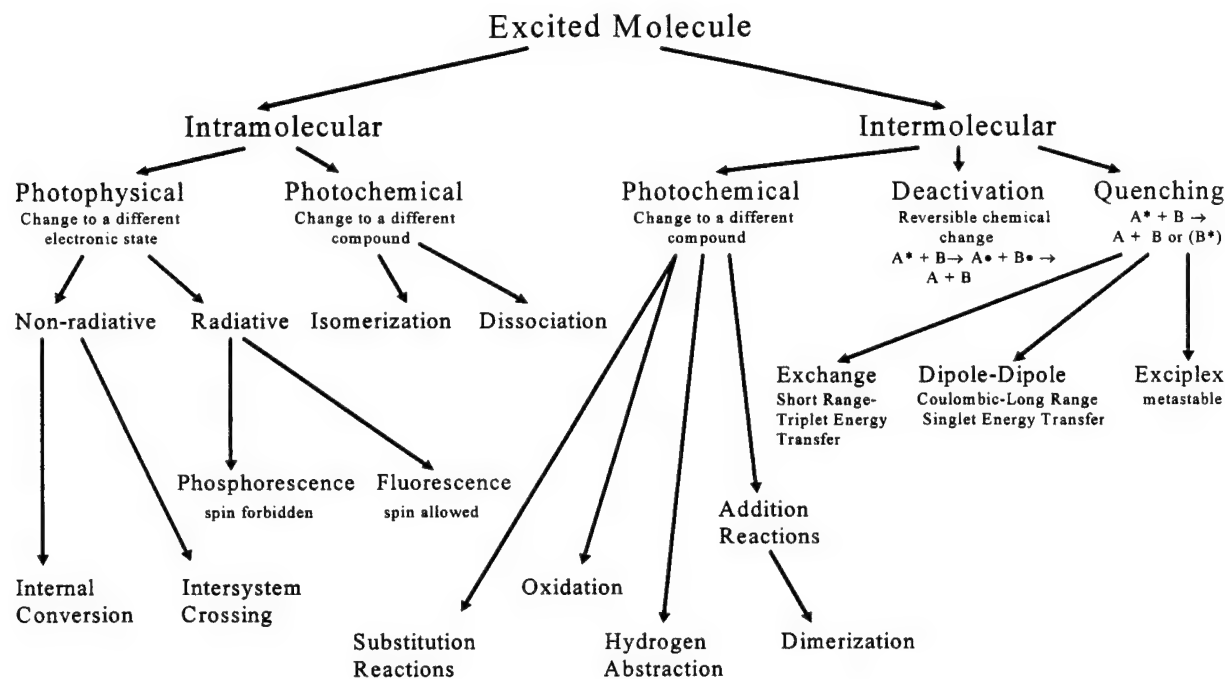 Excited Molecule
Intramolecular
Intermolecular
Photophysical
Change to a different
electronic state
Photochemical
Change to a different
compound
Photochemical
Change to a different
compound
Deactivation
Reversible chemical
change
A* + B→ A• + B• →
A + B
Quenching
A* + B →
A + B or (B*)
Non-radiative
Radiative
Isomerization
Dissociation
Exchange
Short Range-
Triplet Energy
Transfer
Dipole-Dipole
Coulombic-Long Range
Singlet Energy Transfer
Exciplex
metastable
Phosphorescence
spin forbidden
Fluorescence
spin allowed
Addition
Reactions
Internal
Conversion
Intersystem
Crossing
Oxidation
Substitution
Reactions
Hydrogen
Abstraction
Dimerization